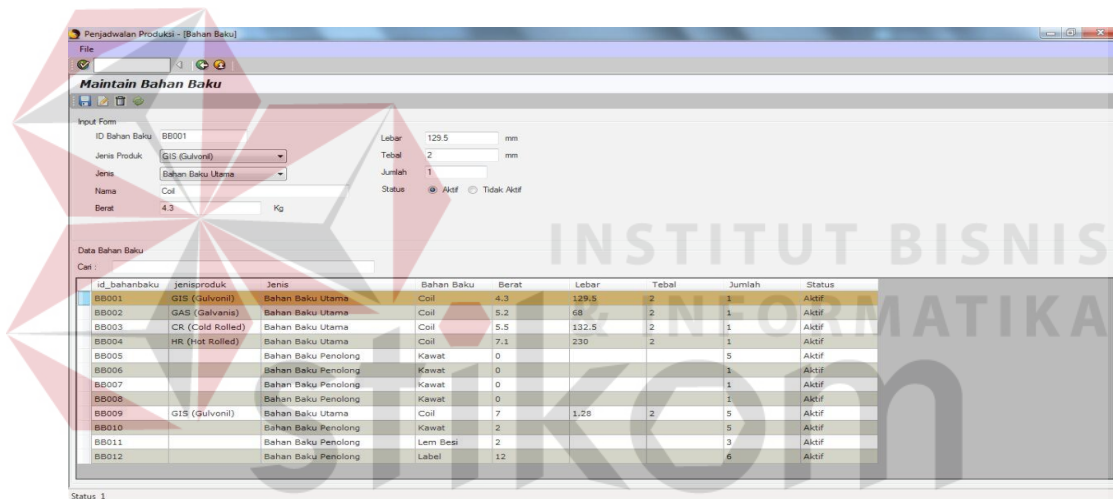 Penjadwalan Produksi - [Bahan Baku]
File
Maintain Bahan Baku
Input Form
ID Bahan Baku BB001
Jenis Produk GIS (Gulvonil)
Jenis Bahan Baku Utama
Nama Coil
Berat 4.3 Kg
Lebar 129.5 mm
Tebal 2 mm
Jumlah 1
Status Aktif Tidak Aktif
INSTITUT BISNIS
& INFORMATIKA
stikom
Data Bahan Baku
Cari :
id_bahanbaku jenisproduk Jenis Bahan Baku Berat Lebar Tebal Jumlah Status
BB001 GIS (Gulvonil) Bahan Baku Utama Coil 4.3 129.5 2 1 Aktif
BB002 GAS (Galvanis) Bahan Baku Utama Coil 5.2 68 2 1 Aktif
BB003 CR (Cold Rolled) Bahan Baku Utama Coil 5.5 132.5 2 1 Aktif
BB004 HR (Hot Rolled) Bahan Baku Utama Coil 7.1 230 2 1 Aktif
BB005 Bahan Baku Penolong Kawat 0 5 Aktif
BB006 Bahan Baku Penolong Kawat 0 1 Aktif
BB007 Bahan Baku Penolong Kawat 0 1 Aktif
BB008 Bahan Baku Penolong Kawat 0 1 Aktif
BB009 GIS (Gulvonil) Bahan Baku Utama Coil 7 1.28 2 5 Aktif
BB010 Bahan Baku Penolong Kawat 2 5 Aktif
BB011 Bahan Baku Penolong Lem Besi 2 3 Aktif
BB012 Bahan Baku Penolong Label 12 6 Aktif
Status 1